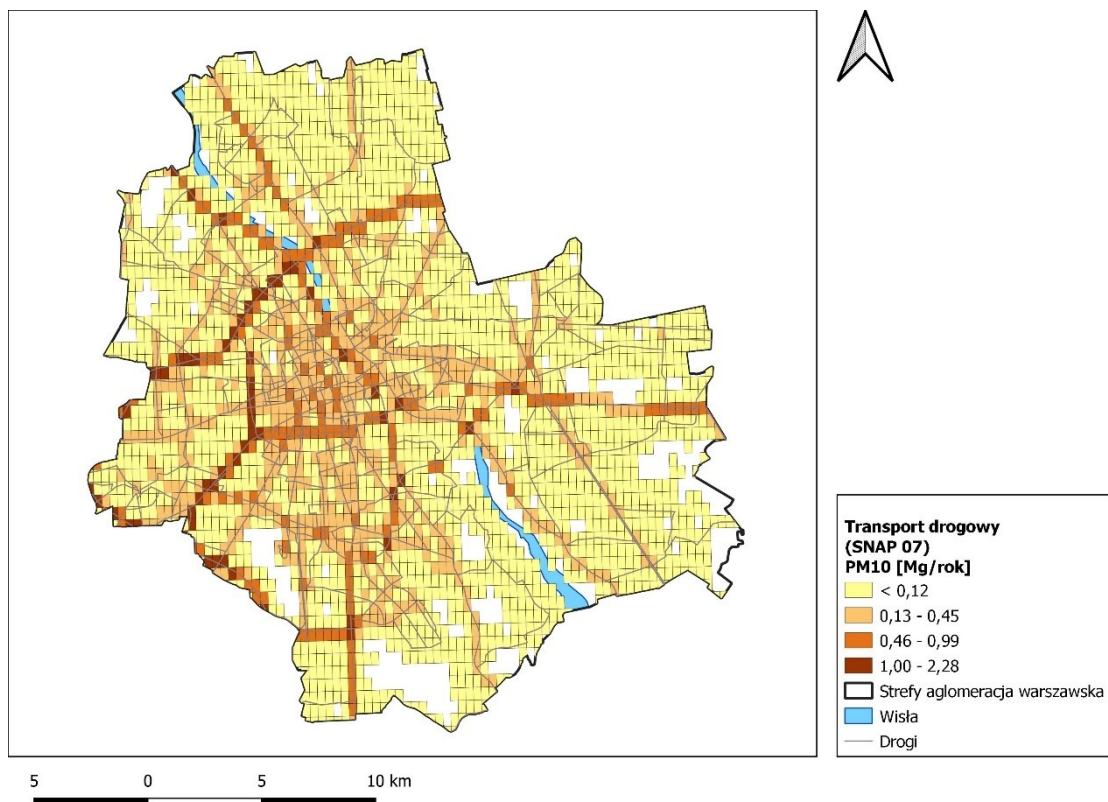 Transport drogowy
(SNAP 07)
PM10 [Mg/rok]
< 0,12
0,13 - 0,45
0,46 - 0,99
1,00 - 2,28
Strefy aglomeracja warszawska
Wisła
Drogi
5 0 5 10 km